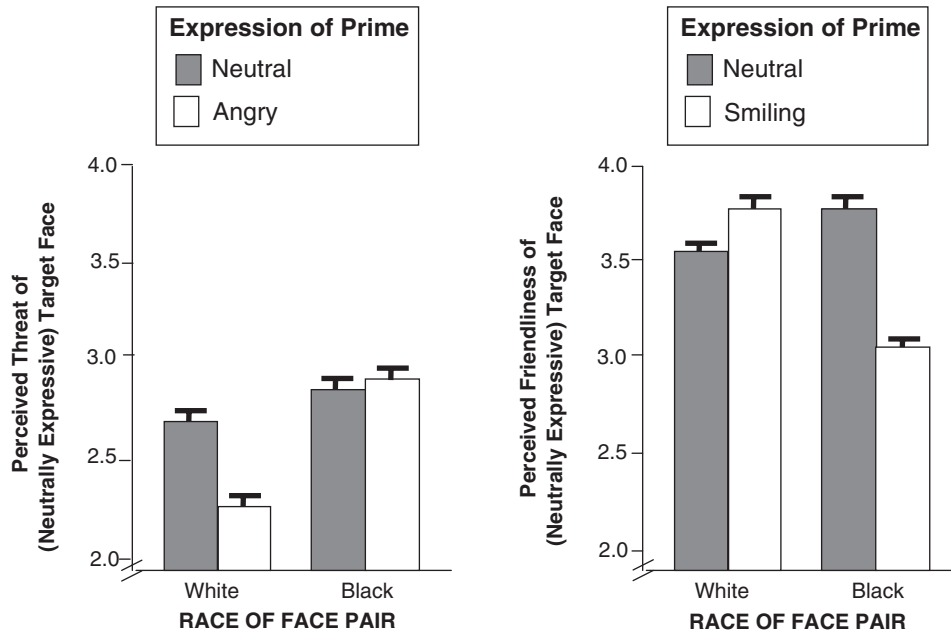 Expression of Prime
Neutral
Angry
4.0
3.5
3.0
2.5
2.0
Perceived Threat of
(Neutrally Expressive) Target Face
White
Black
RACE OF FACE PAIR
Expression of Prime
Neutral
Smiling
4.0
3.5
3.0
2.5
2.0
Perceived Friendliness of
(Neutrally Expressive) Target Face
White
Black
RACE OF FACE PAIR